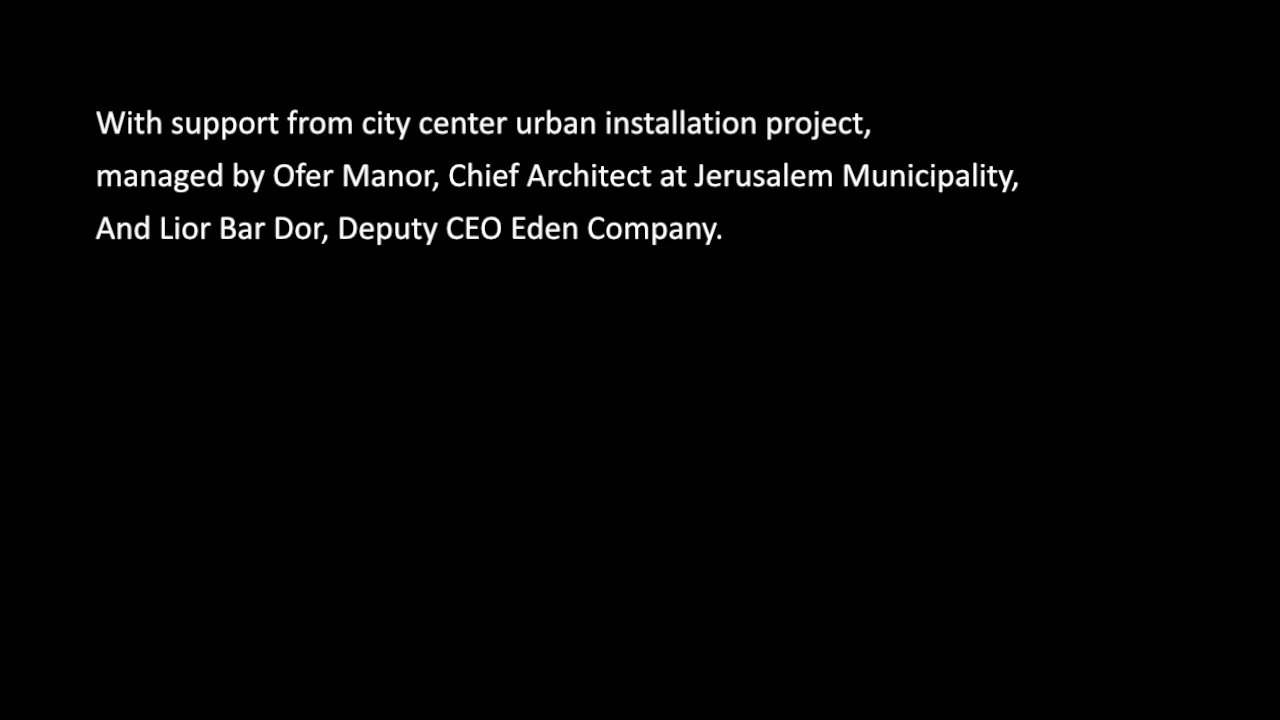 With support from city center urban installation project,
managed by Ofer Manor, Chief Architect at Jerusalem Municipality,
And Lior Bar Dor, Deputy CEO Eden Company.